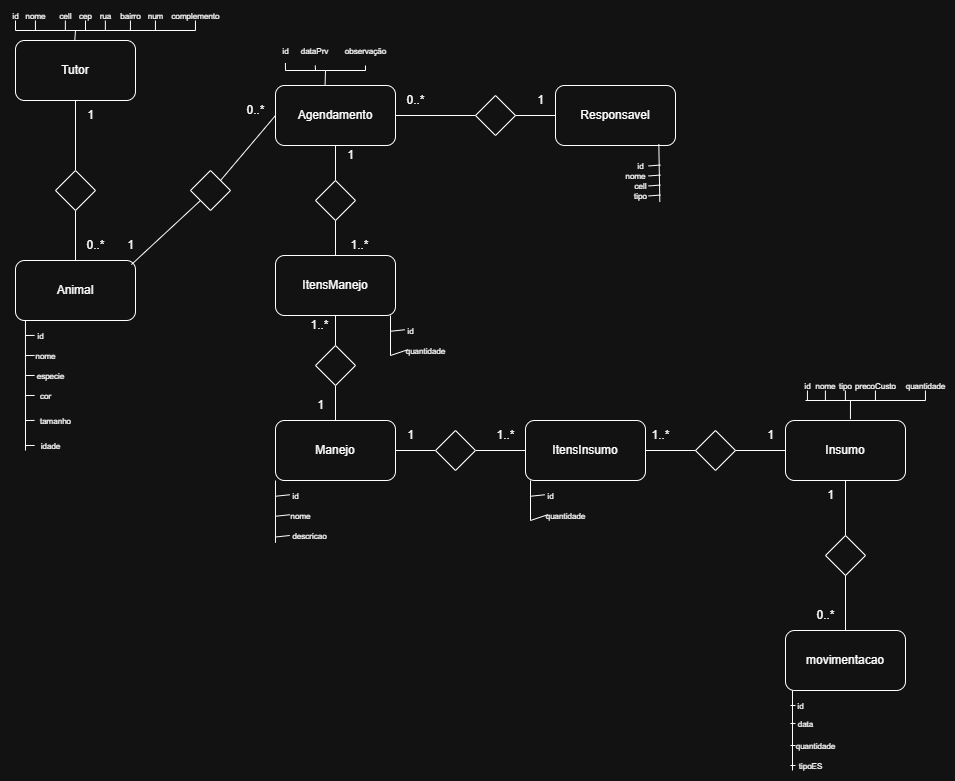 id nome cell cep rua bairro num complemento
Tutor
1
0..*
id dataPrv observação
Agendamento
0..*
0..*
1
Responsavel
id
nome
cell
tipo
1
1..*
1
Animal
id
nome
especie
cor
tamanho
idade
ItensManejo
1..*
id
quantidade
1
Manejo
id
nome
descricao
1
1..*
ItensInsumo
id
quantidade
1..*
1
id nome tipo precoCusto quantidade
Insumo
1
0..*
movimentacao
id
data
quantidade
tipoES